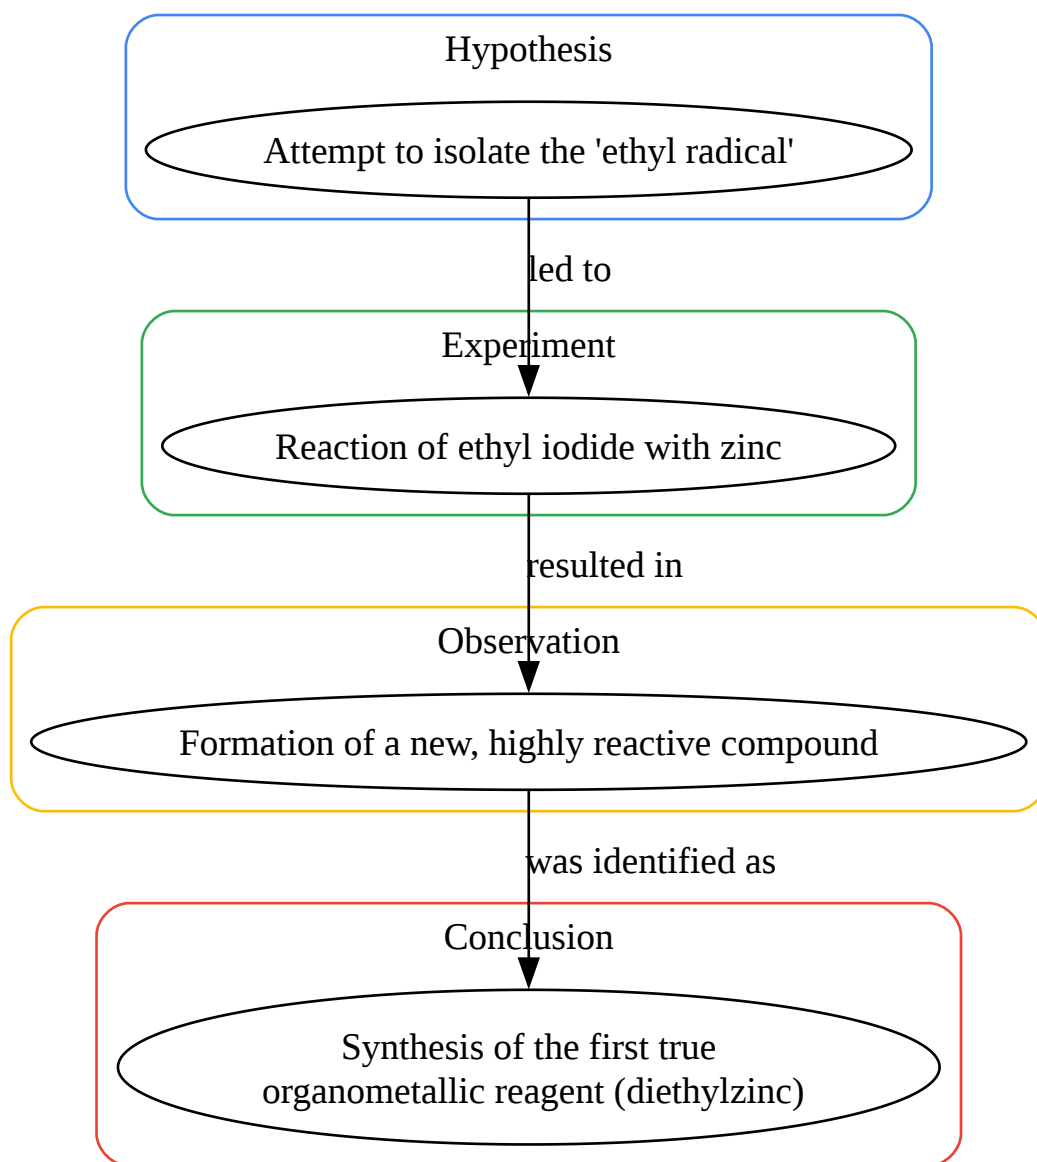 Hypothesis
Attempt to isolate the 'ethyl radical'
led to
Experiment
Reaction of ethyl iodide with zinc
resulted in
Observation
Formation of a new, highly reactive compound
was identified as
Conclusion
Synthesis of the first true
organometallic reagent (diethylzinc)